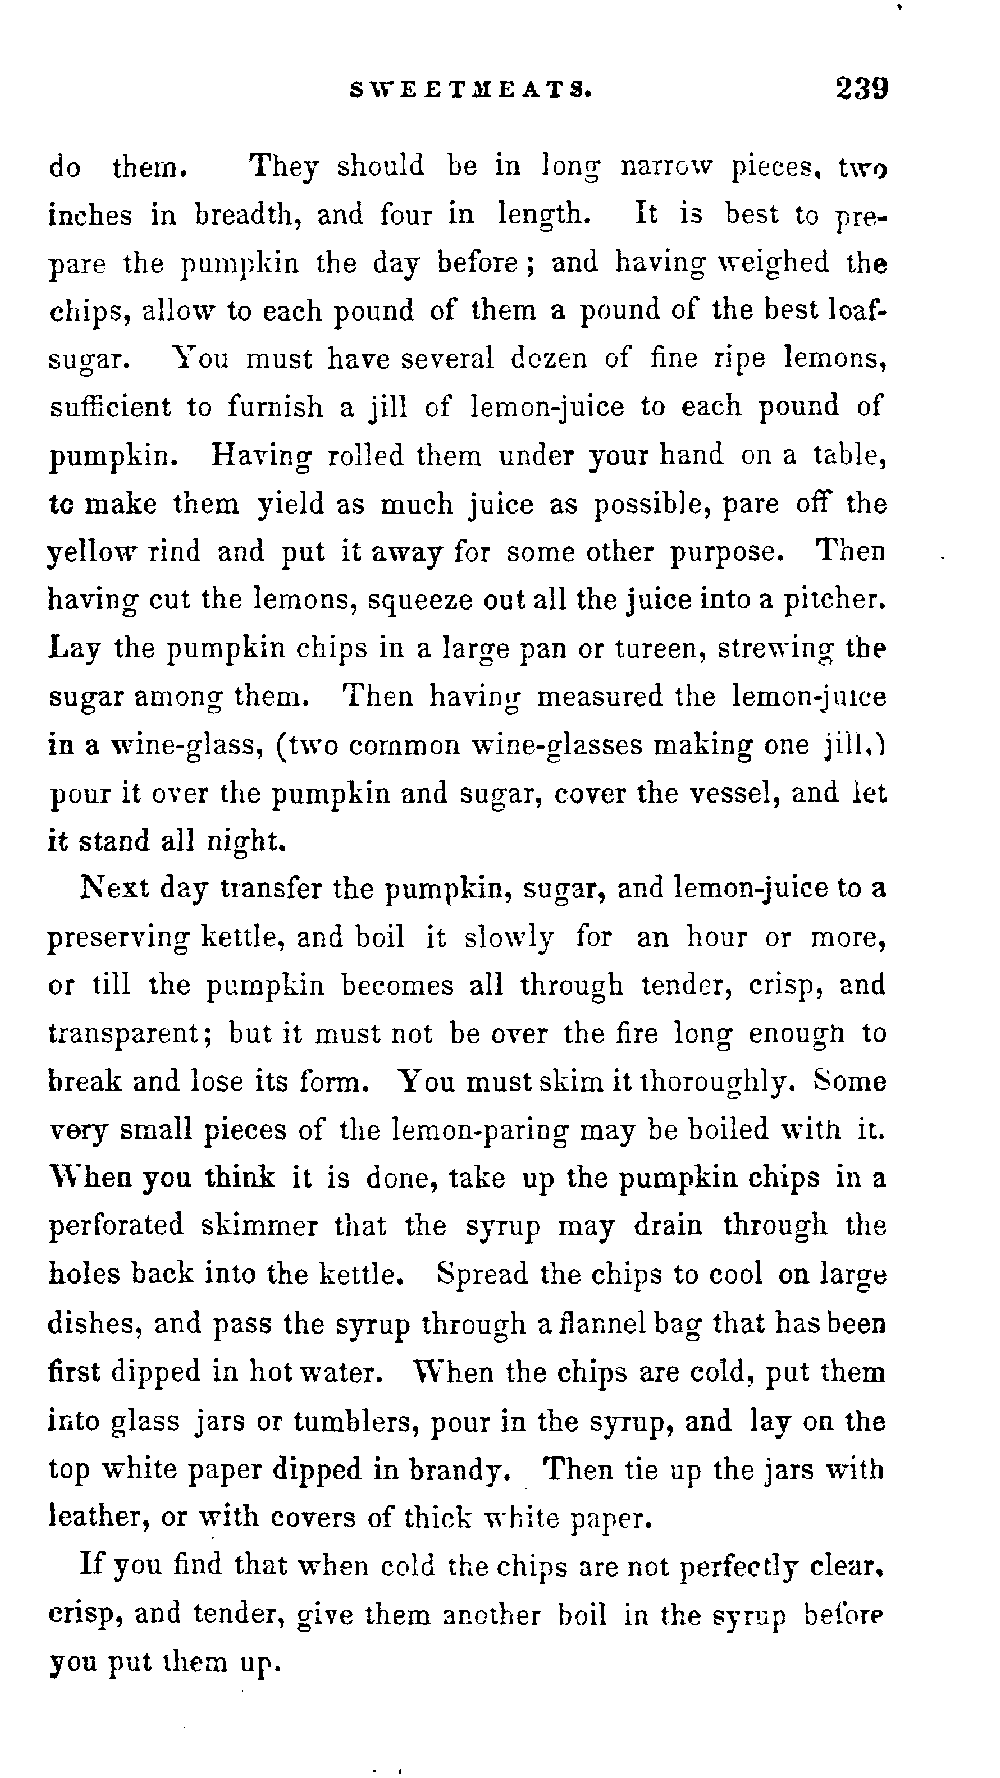 SWEETMEATS. 239
do them. They should be in long narrow pieces, two
inches in breadth, and four in length. It is best to pre-
pare the pumpkin the day before; and having weighed the
chips, allow to each pound of them a pound of the best loaf-
sugar. You must have several dozen of fine ripe lemons,
sufficient to furnish a jill of lemon-juice to each pound of
pumpkin. Having rolled them under your hand on a table,
to make them yield as much juice as possible, pare off the
yellow rind and put it away for some other purpose. Then
having cut the lemons, squeeze out all the juice into a pitcher.
Lay the pumpkin chips in a large pan or tureen, strewing the
sugar among them. Then having measured the lemon-juice
in a wine-glass, (two common wine-glasses making one jill,)
pour it over the pumpkin and sugar, cover the vessel, and let
it stand all night.
Next day transfer the pumpkin, sugar, and lemon-juice to a
preserving kettle, and boil it slowly for an hour or more,
or till the pumpkin becomes all through tender, crisp, and
transparent; but it must not be over the fire long enough to
break and lose its form. You must skim it thoroughly. Some
very small pieces of the lemon-paring may be boiled with it.
When you think it is done, take up the pumpkin chips in a
perforated skimmer that the syrup may drain through the
holes back into the kettle. Spread the chips to cool on large
dishes, and pass the syrup through a flannel bag that has been
first dipped in hot water. When the chips are cold, put them
into glass jars or tumblers, pour in the syrup, and lay on the
top white paper dipped in brandy. Then tie up the jars with
leather, or with covers of thick white paper.
If you find that when cold the chips are not perfectly clear,
crisp, and tender, give them another boil in the syrup before
you put them up.